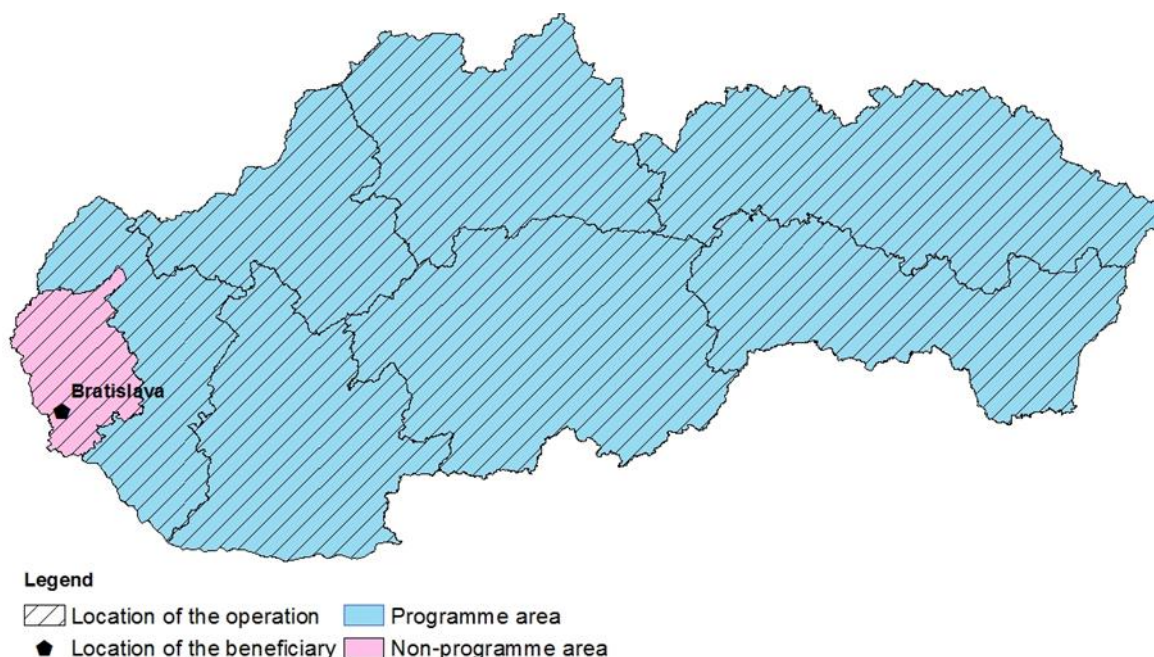 Bratislava
Legend
Location of the operation Programme area
Location of the beneficiary Non-programme area